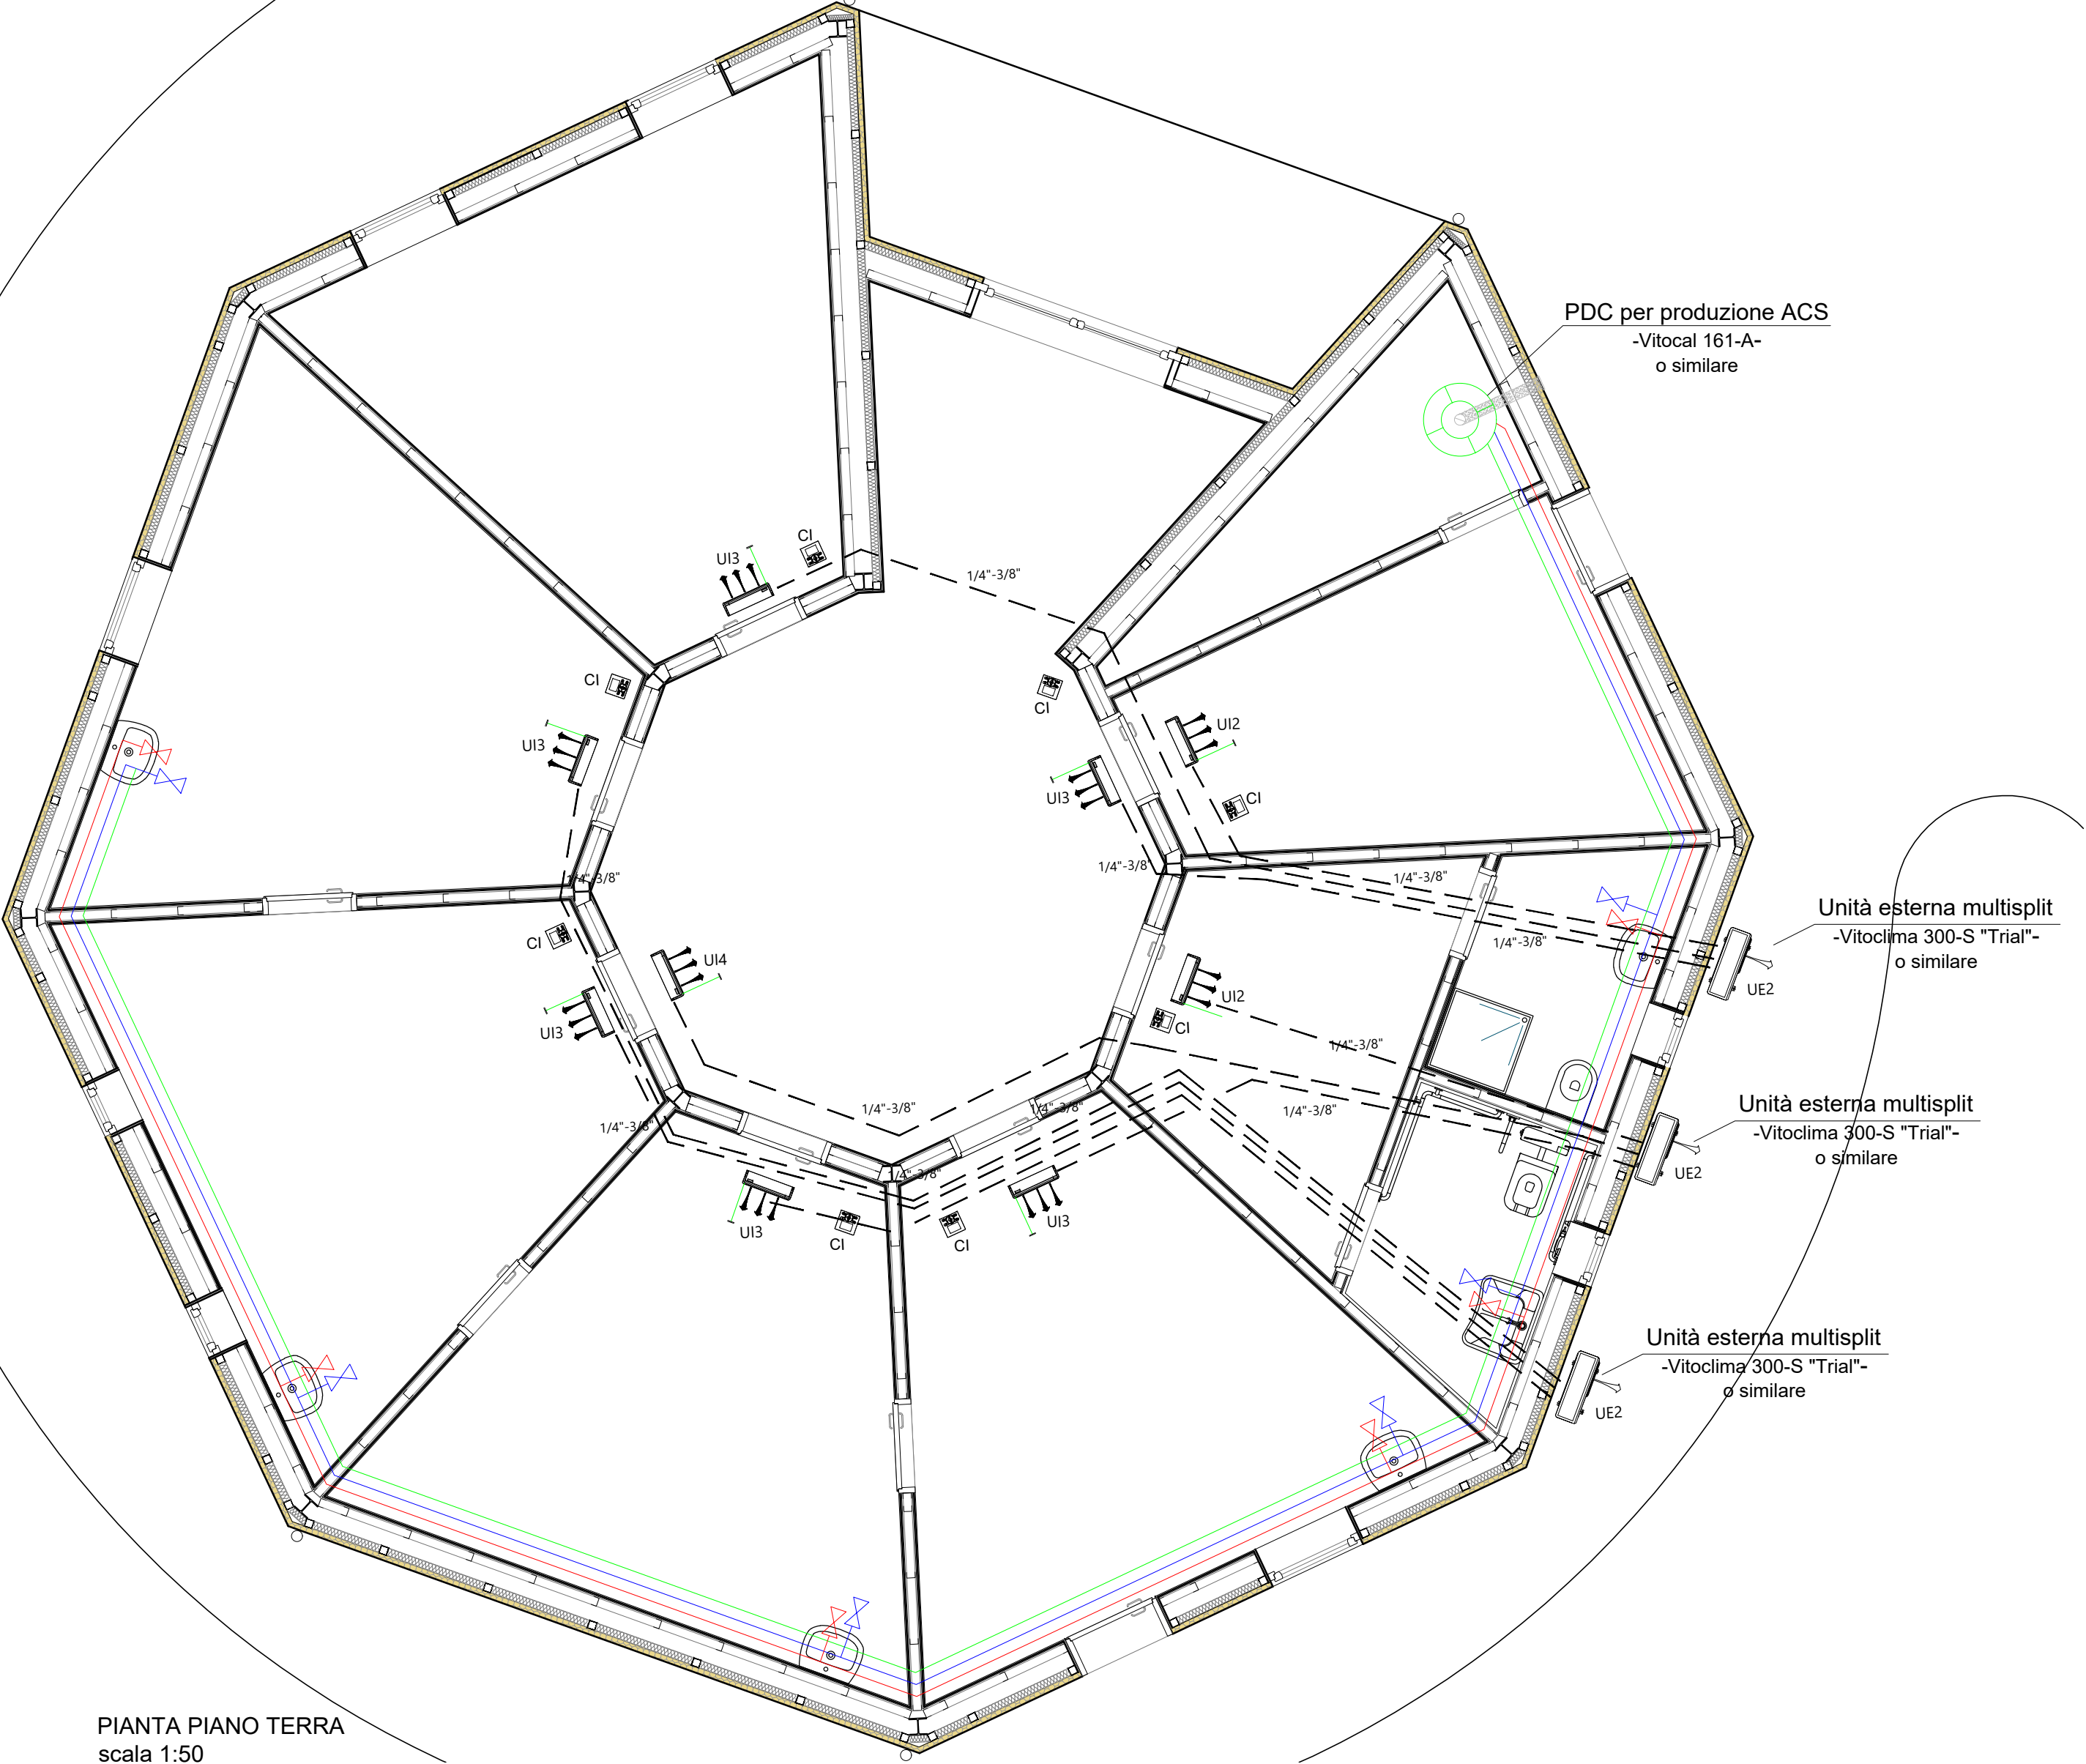 PDC per produzione ACS
-Vitocal 161-A-
o similare
CI
UI3
1/4"-3/8"
CI
CI
UI2
UI3
UI3
CI
1/4"-3/8"
1/4"-3/8"
1/4"-3/8"
Unità esterna multisplit
-Vitoclima 300-S "Trial"-
o similare
UE2
CI
1/4"-3/8"
UI4
UI2
UI3
CI
1/4"-3/8"
Unità esterna multisplit
-Vitoclima 300-S "Trial"-
o similare
UE2
1/4"-3/8"
1/4"-3/8"
1/4"-3/8"
1/4"-3/8"
1/4"-3/8"
UI3
CI
CI
UI3
Unità esterna multisplit
-Vitoclima 300-S "Trial"-
o similare
UE2
PIANTA PIANO TERRA
scala 1:50